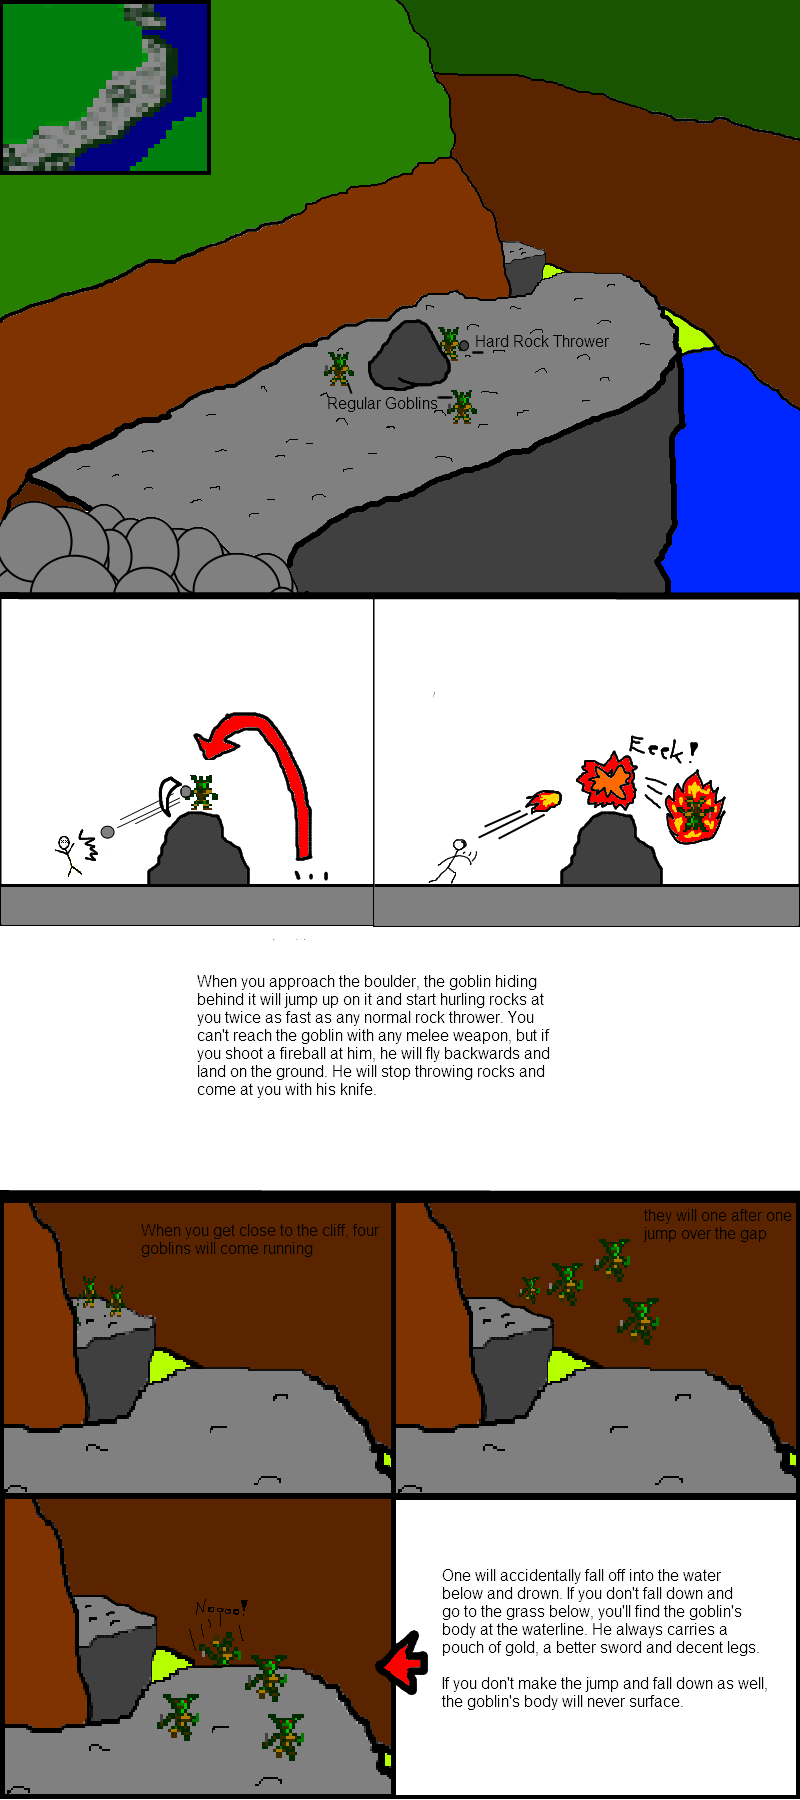 Hard Rock Thrower
Regular Goblins
Eeek!
When you approach the boulder, the goblin hiding
behind it will jump up on it and start hurling rocks at
you twice as fast as any normal rock thrower. You
can't reach the goblin with any melee weapon, but if
you shoot a fireball at him, he will fly backwards and
land on the ground. He will stop throwing rocks and
come at you with his knife.
When you get close to the cliff, four
goblins will come running
they will one after one
jump over the gap
Noooo!
One will accidentally fall off into the water
below and drown. If you don't fall down and
go to the grass below, you'll find the goblin's
body at the waterline. He always carries a
pouch of gold, a better sword and decent legs.
If you don't make the jump and fall down as well,
the goblin's body will never surface.